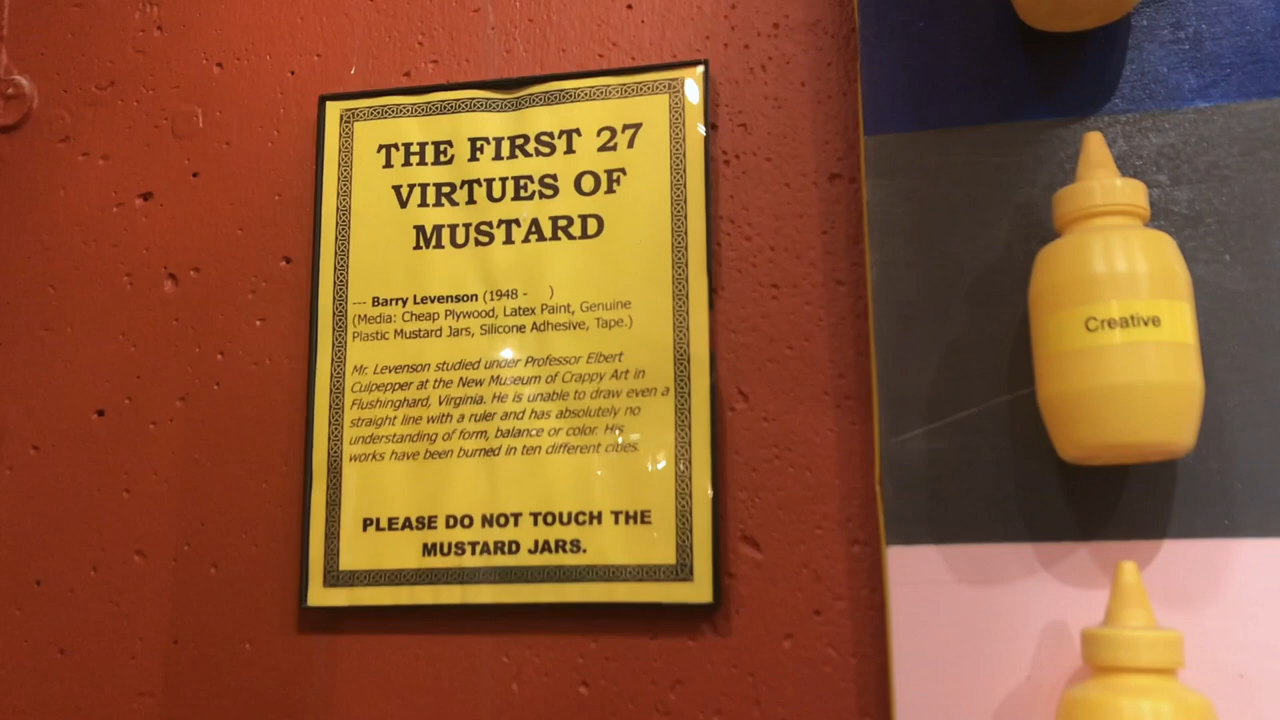 THE FIRST 27
VIRTUES OF
MUSTARD
--- Barry Levenson (1948 - )
(Media: Cheap Plywood, Latex Paint, Genuine
Plastic Mustard Jars, Silicone Adhesive, Tape.)
Mr. Levenson studied under Professor Elbert
Culpepper at the New Museum of Crappy Art in
Flushinghard, Virginia. He is unable to draw even a
straight line with a ruler and has absolutely no
understanding of form, balance or color. His
works have been burned in ten different cities.
PLEASE DO NOT TOUCH THE
MUSTARD JARS.
Creative